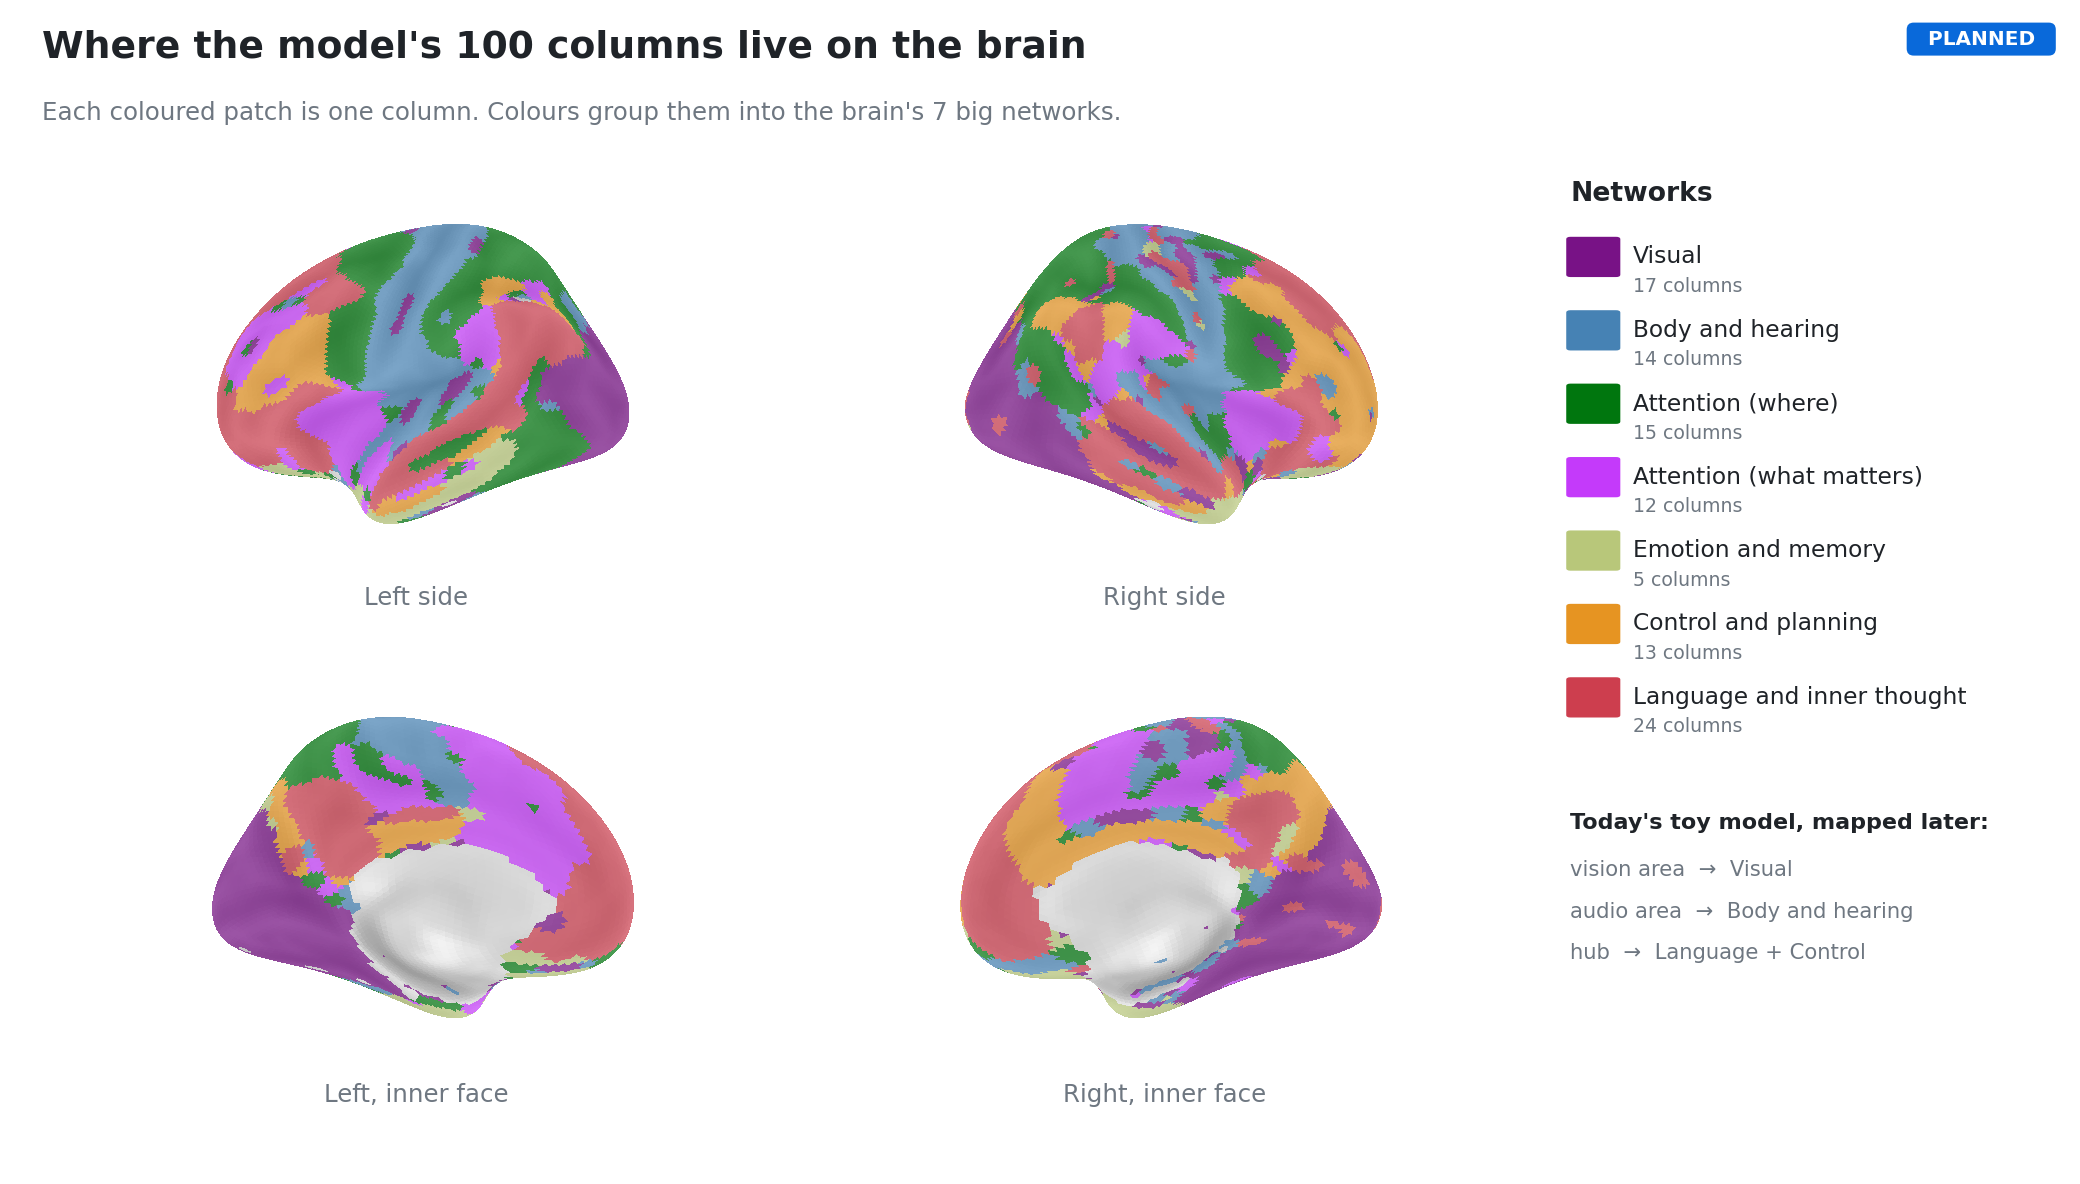 Where the model's 100 columns live on the brain
PLANNED
Each coloured patch is one column. Colours group them into the brain's 7 big networks.
Networks
Visual
17 columns
Body and hearing
14 columns
Attention (where)
15 columns
Attention (what matters)
12 columns
Emotion and memory
5 columns
Control and planning
13 columns
Language and inner thought
24 columns
Left side
Right side
Today's toy model, mapped later:
vision area → Visual
audio area → Body and hearing
hub → Language + Control
Left, inner face
Right, inner face